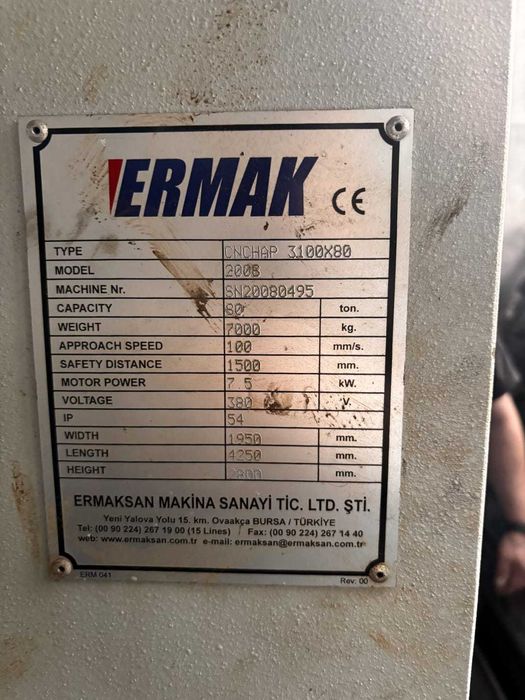 ERMAK CE
TYPE CNCHAP 3100X80
MODEL 2008
MACHINE Nr. SN20080495
CAPACITY 80 ton.
WEIGHT 7000 kg.
APPROACH SPEED 100 mm/s.
SAFETY DISTANCE 1500 mm.
MOTOR POWER 7.5 kW.
VOLTAGE 380 V.
IP 54
WIDTH 1950 mm.
LENGTH 4250 mm.
HEIGHT 2800 mm.
ERMAKSAN MAKİNA SANAYİ TİC. LTD. ŞTİ.
Yeni Yalova Yolu 15. km. Ovaakça BURSA / TÜRKİYE
Tel: (00 90 224) 267 19 00 (15 Lines) / Fax: (00 90 224) 267 14 40
web: www.ermaksan.com.tr e-mail: ermaksan@ermaksan.com.tr
ERM 041 Rev. 00